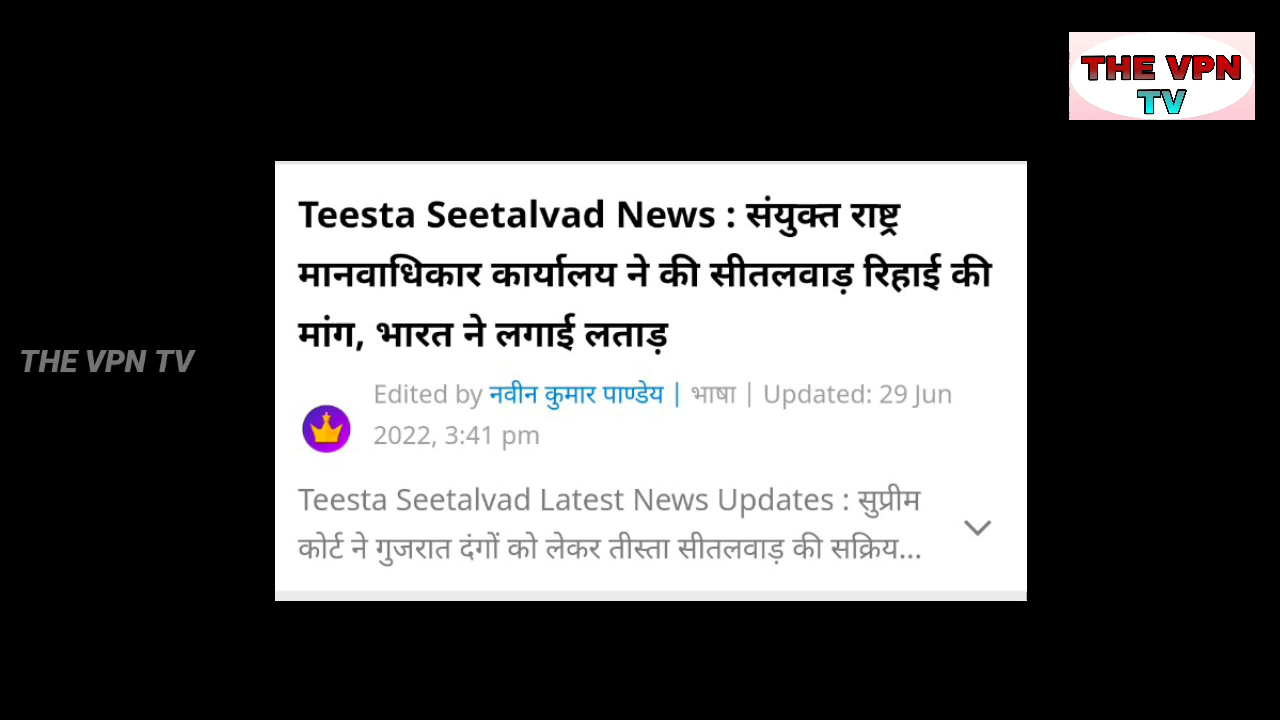 THE VPN
TV
Teesta Seetalvad News : संयुक्त राष्ट्र
मानवाधिकार कार्यालय ने की सीतलवाड़ रिहाई की
मांग, भारत ने लगाई लताड़
THE VPN TV
Edited by नवीन कुमार पाण्डेय | भाषा | Updated: 29 Jun
2022, 3:41 pm
Teesta Seetalvad Latest News Updates : सुप्रीम
कोर्ट ने गुजरात दंगों को लेकर तीस्ता सीतलवाड़ की सक्रिय...